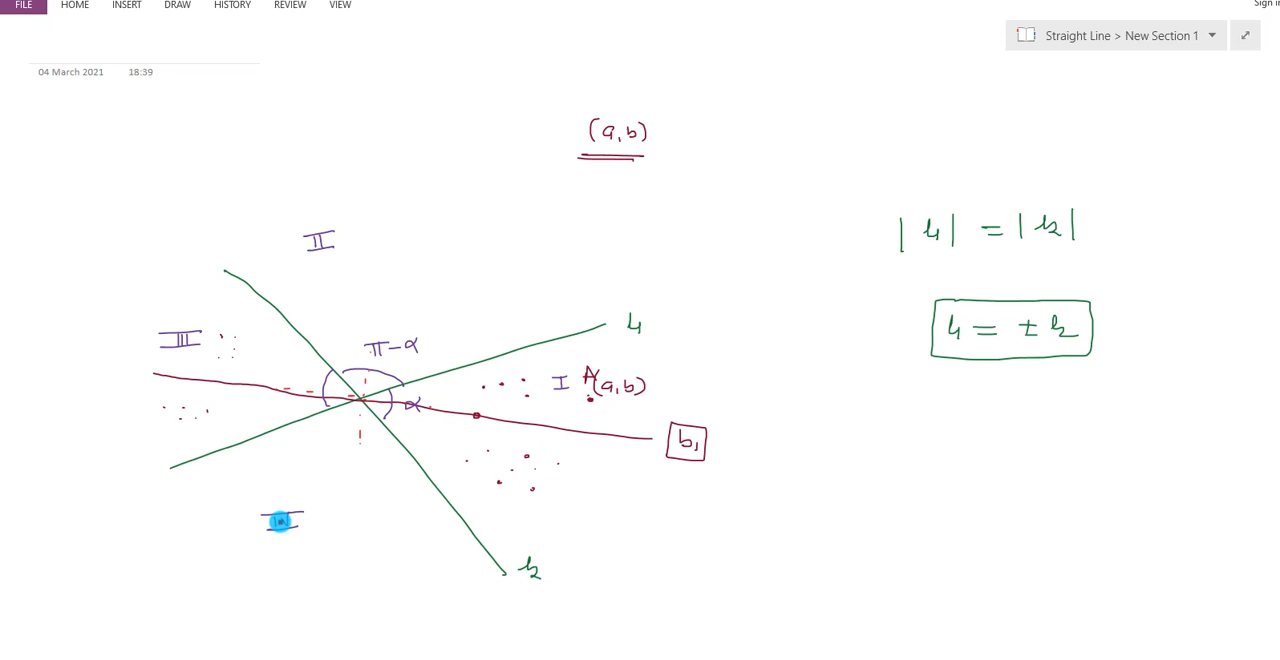 FILE HOME INSERT DRAW HISTORY REVIEW VIEW
Straight Line > New Section 1
04 March 2021 18:39
(a,b)
II
|L1| = |L2|
III
π-α
L1
L1 = ± L2
I A(a,b)
α
b1
L2